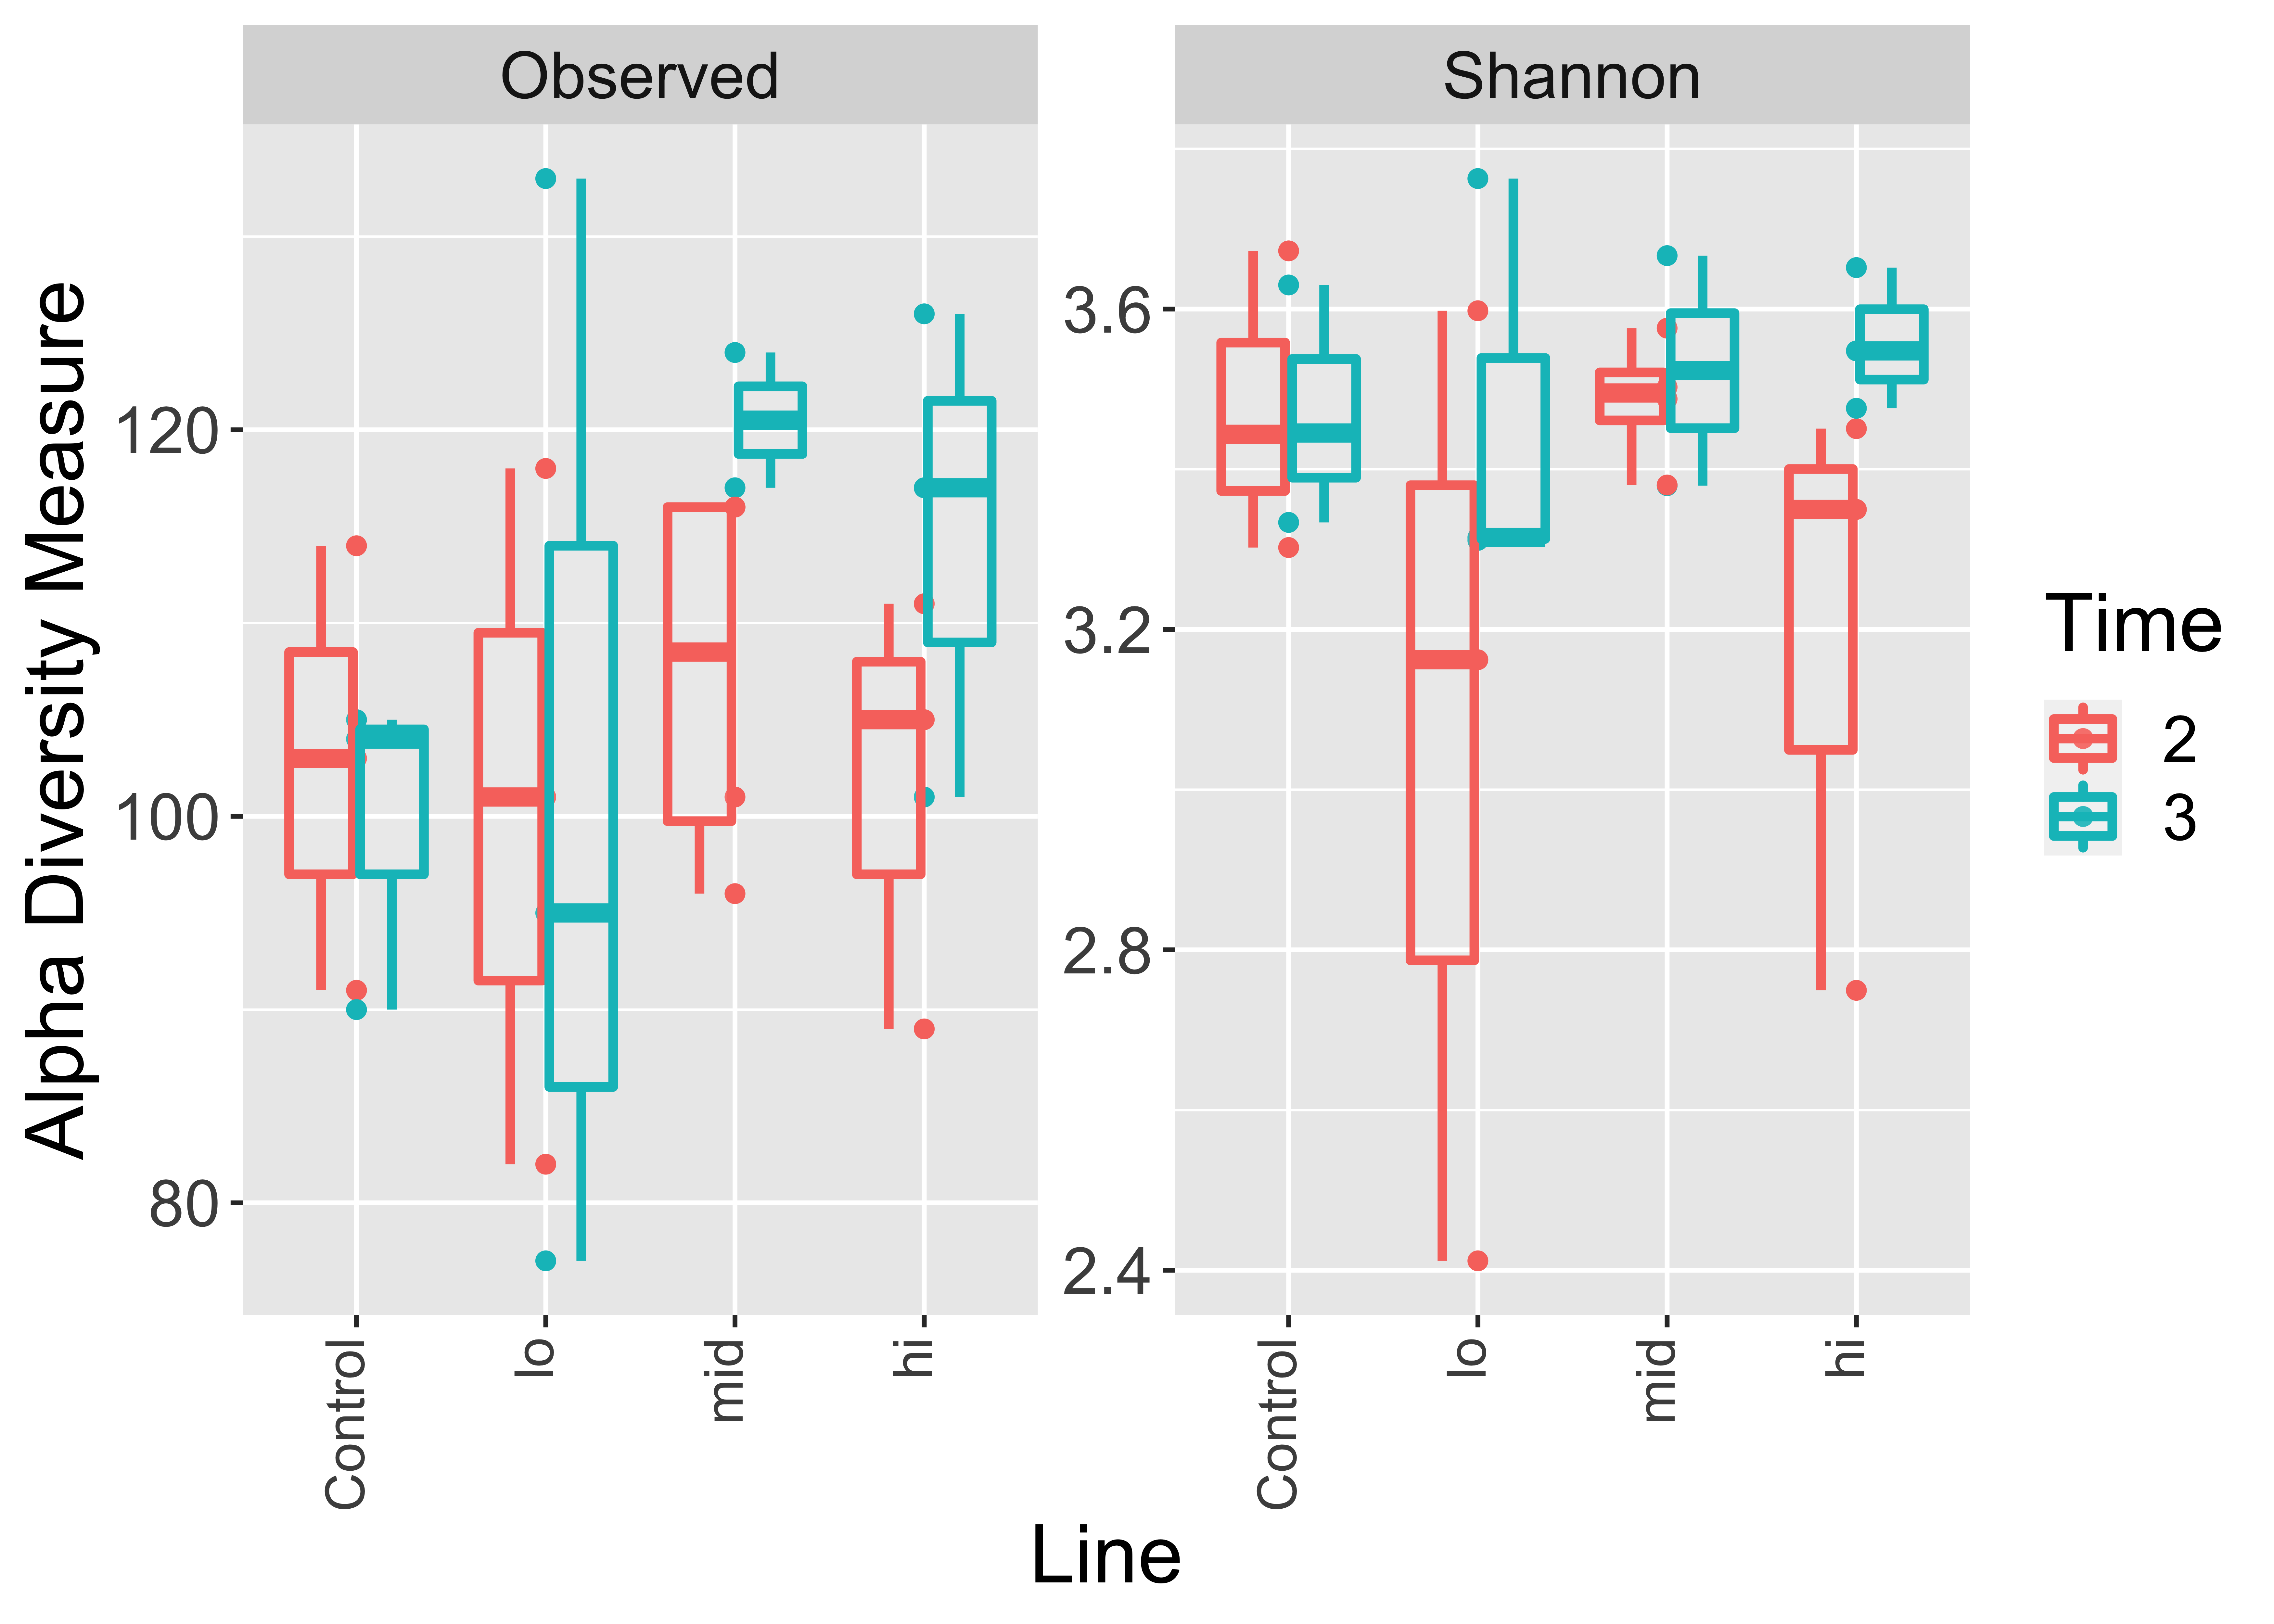 Observed
Shannon
Alpha Diversity Measure
120
100
80
3.6
3.2
2.8
2.4
Control
lo
mid
hi
Control
lo
mid
hi
Line
Time
2
3